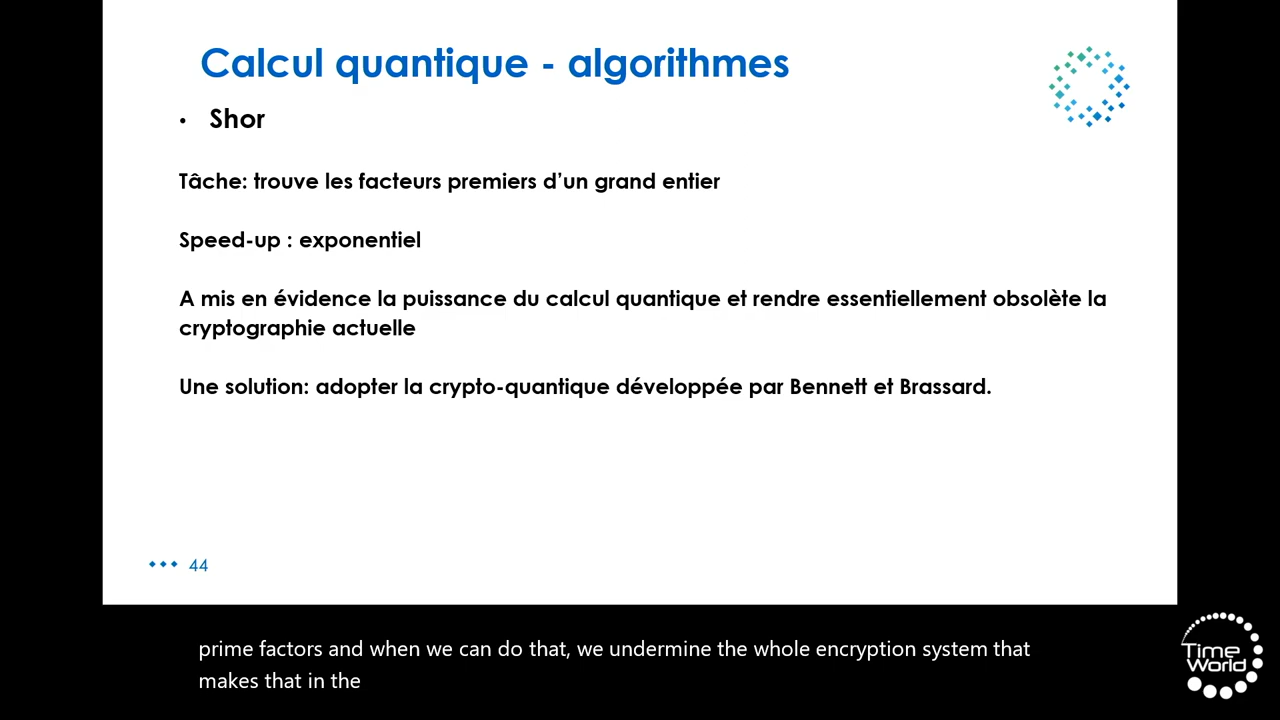 Calcul quantique - algorithmes
• Shor
Tâche: trouve les facteurs premiers d'un grand entier
Speed-up : exponentiel
A mis en évidence la puissance du calcul quantique et rendre essentiellement obsolète la
cryptographie actuelle
Une solution: adopter la crypto-quantique développée par Bennett et Brassard.
44
prime factors and when we can do that, we undermine the whole encryption system that
makes that in the
Time
World